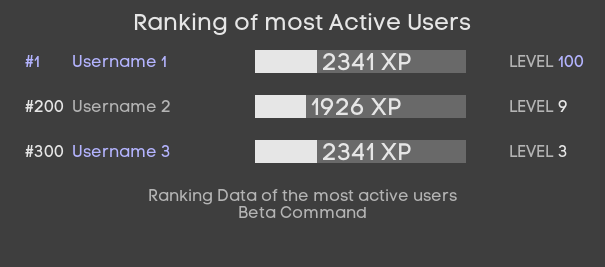 Ranking of most Active Users
#1 Username 1 2341 XP LEVEL 100
#200 Username 2 1926 XP LEVEL 9
#300 Username 3 2341 XP LEVEL 3
Ranking Data of the most active users
Beta Command